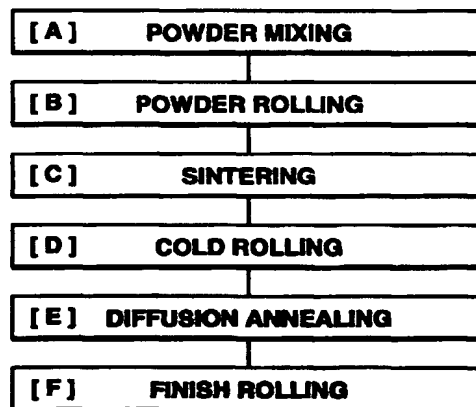 [A] POWDER MIXING
[B] POWDER ROLLING
[C] SINTERING
[D] COLD ROLLING
[E] DIFFUSION ANNEALING
[F] FINISH ROLLING